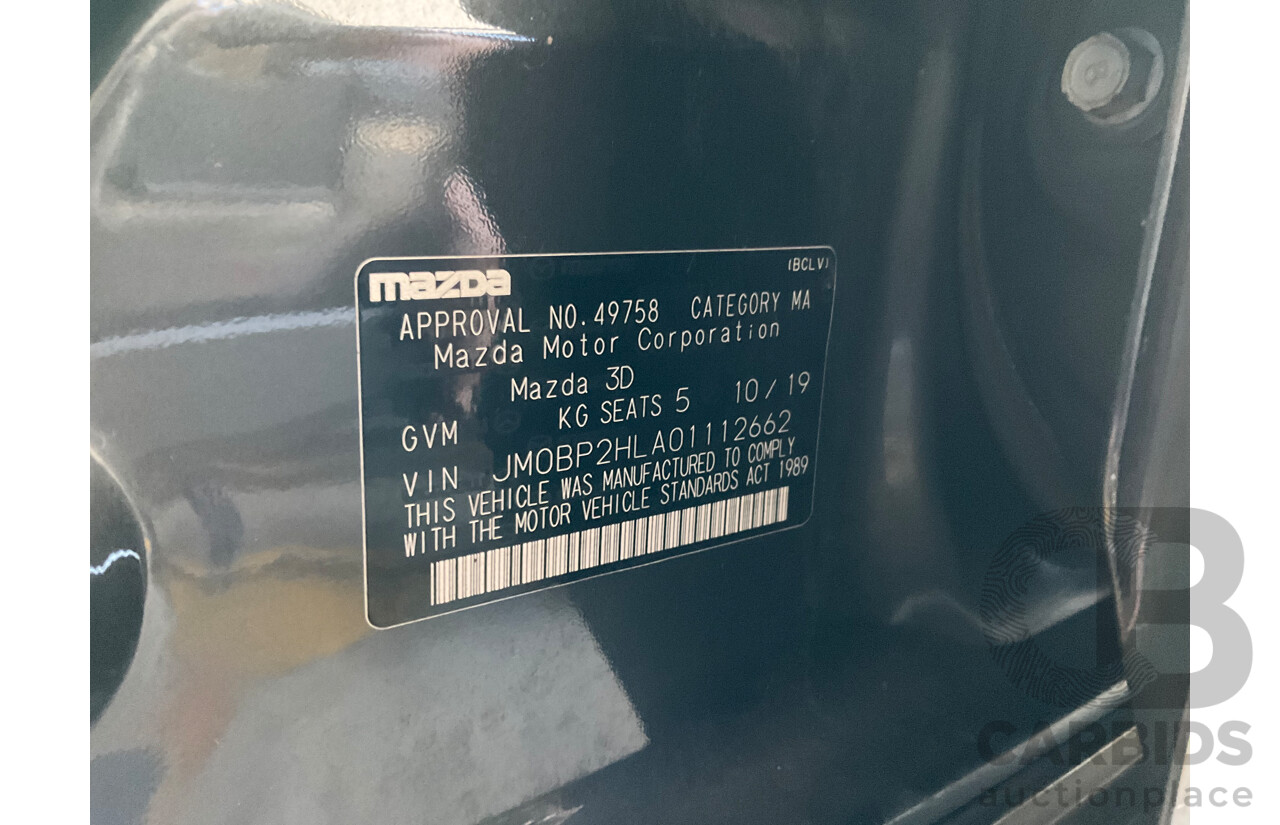 mazda (BCLV)
APPROVAL NO. 49758 CATEGORY MA
Mazda Motor Corporation
Mazda 3D
GVM KG SEATS 5 10/19
VIN JM0BP2HLA01112662
THIS VEHICLE WAS MANUFACTURED TO COMPLY
WITH THE MOTOR VEHICLE STANDARDS ACT 1989
CB
CARBIDS
auctionplace